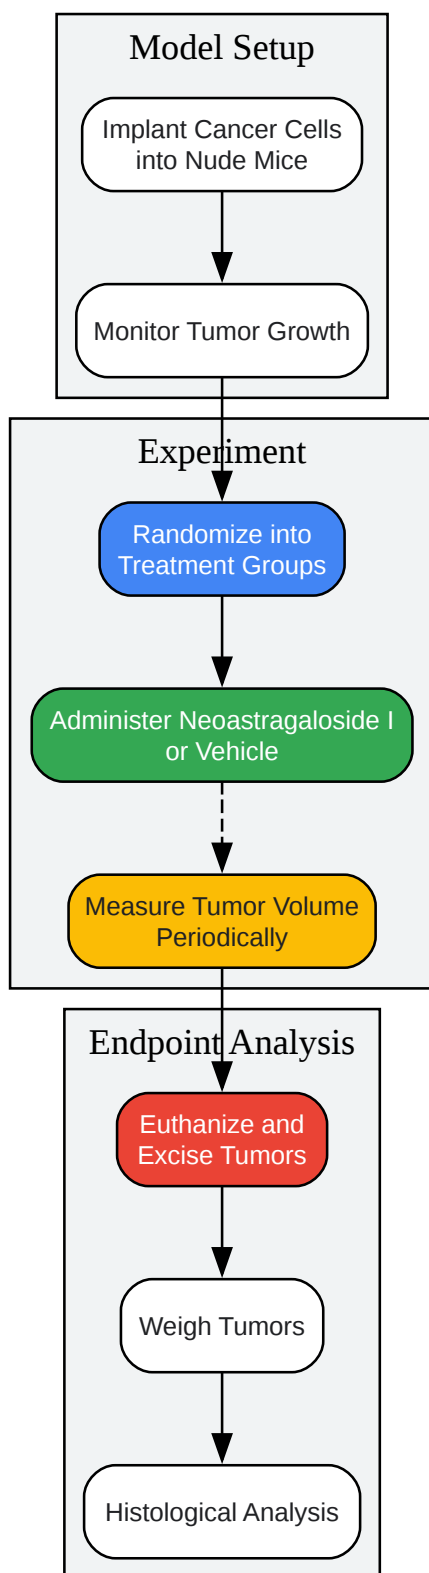 Model Setup
Implant Cancer Cells
into Nude Mice
Monitor Tumor Growth
Experiment
Randomize into
Treatment Groups
Administer Neoastragaloside I
or Vehicle
Measure Tumor Volume
Periodically
Endpoint Analysis
Euthanize and
Excise Tumors
Weigh Tumors
Histological Analysis